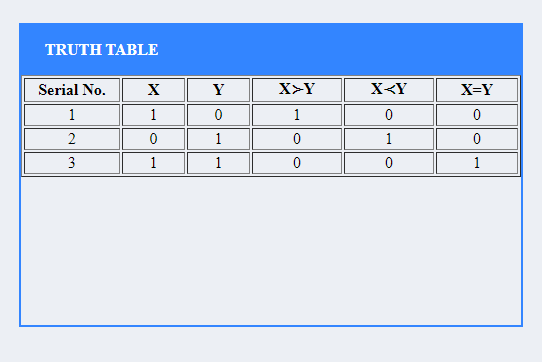 TRUTH TABLE
Serial No. X Y X≻Y X≺Y X=Y
1 1 0 1 0 0
2 0 1 0 1 0
3 1 1 0 0 1